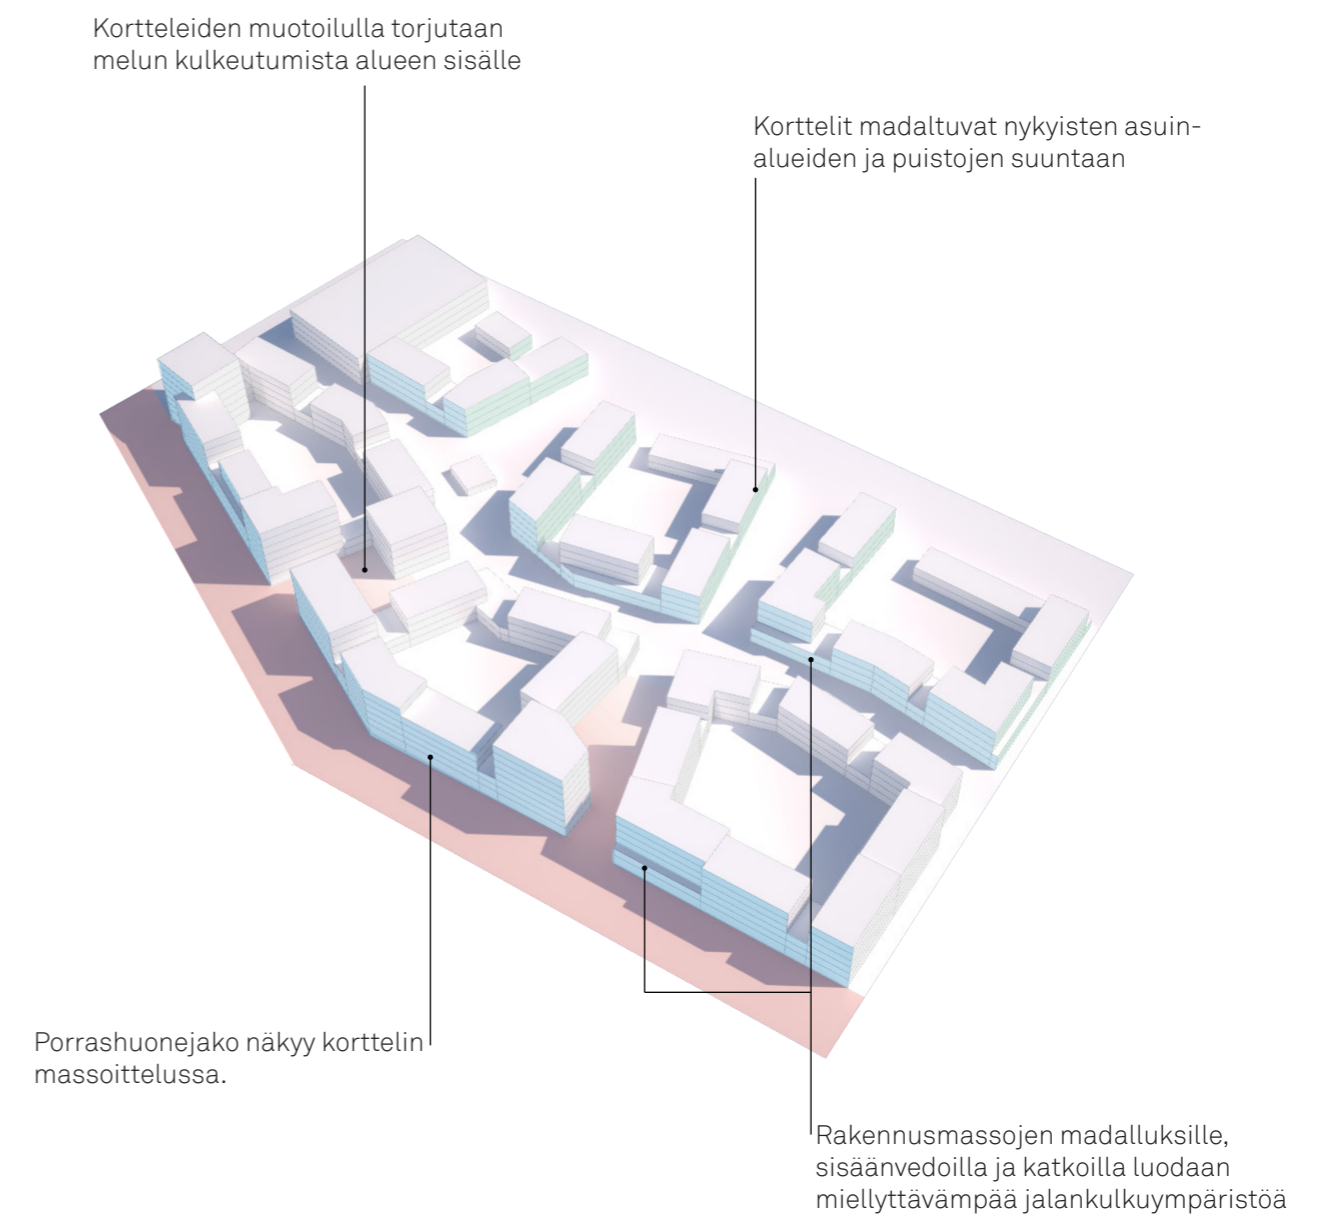 Kortteleiden muotoilulla torjutaan
melun kulkeutumista alueen sisälle
Korttelit madaltuvat nykyisten asuin-
alueiden ja puistojen suuntaan
Porrashuonejako näkyy korttelin
massoittelussa.
Rakennusmassojen madalluksille,
sisäänvedoilla ja katkoilla luodaan
miellyttävämpää jalankulkuympäristöä